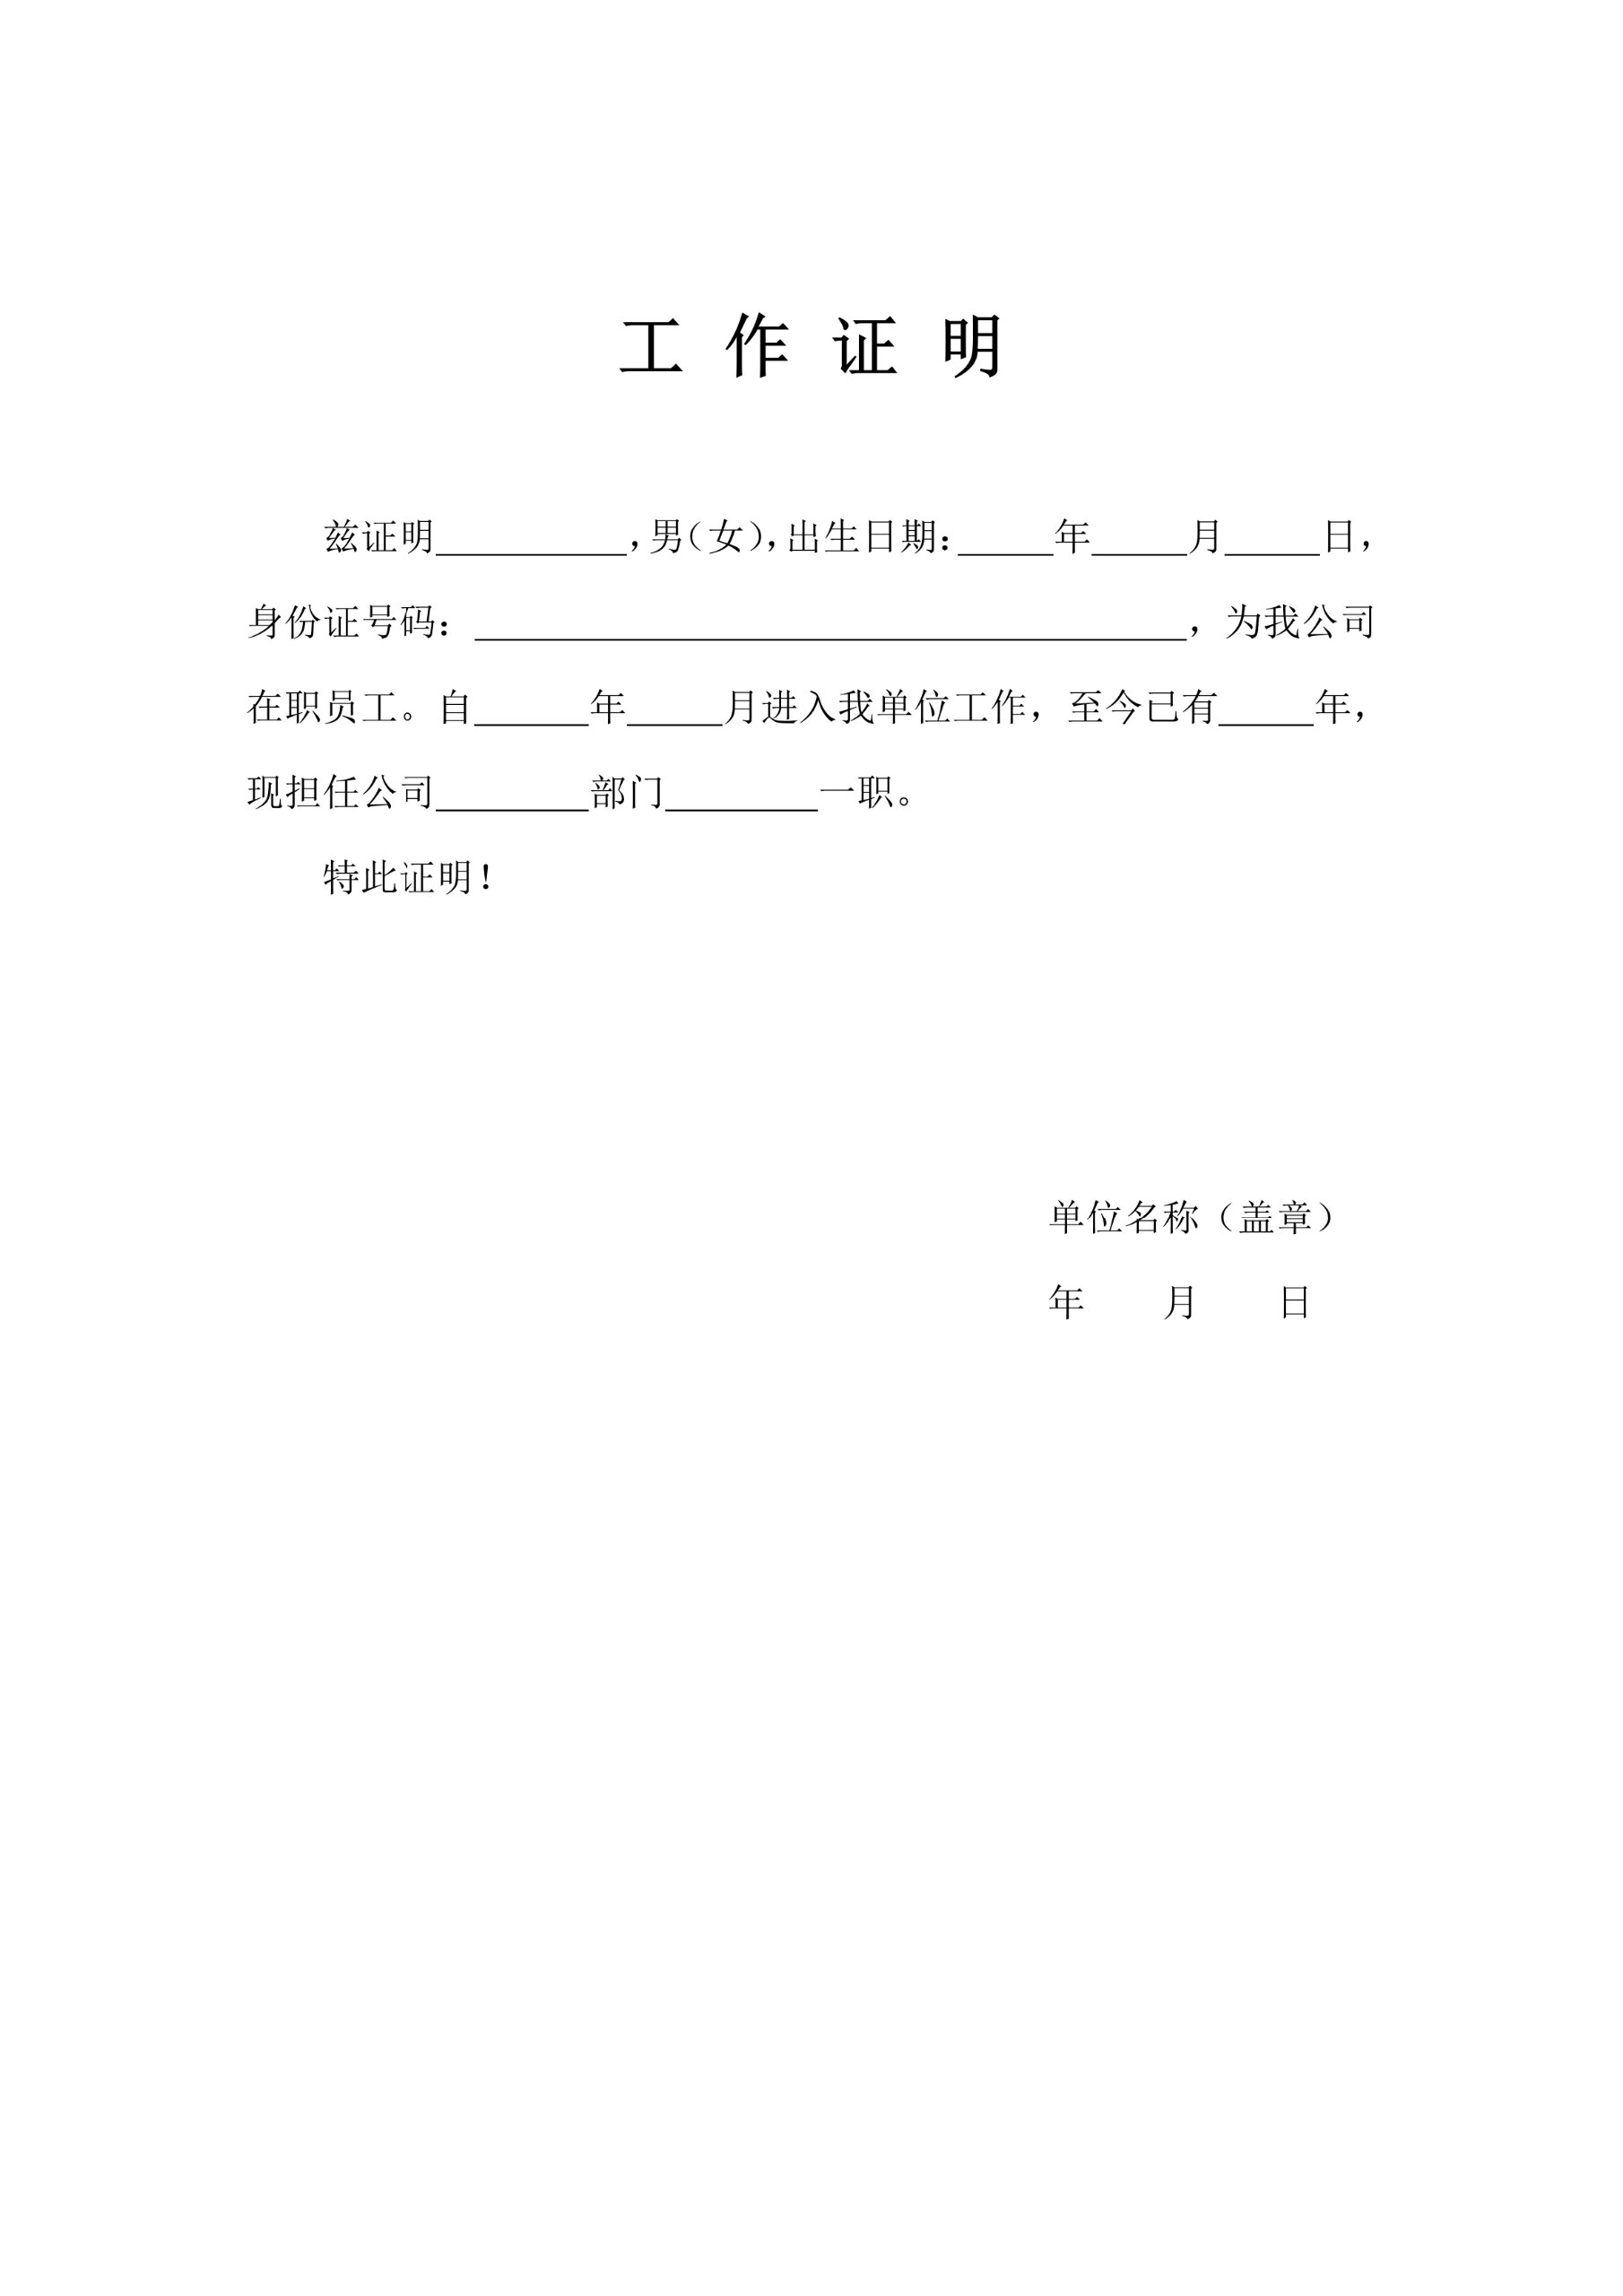 工 作 证 明
兹证明__________，男（女），出生日期：_____年_____月_____日，
身份证号码：_____________________________________，为我公司
在职员工。自______年_____月进入我单位工作，至今已有_____年，
现担任公司________部门________一职。
特此证明！
单位名称（盖章）
年 月 日